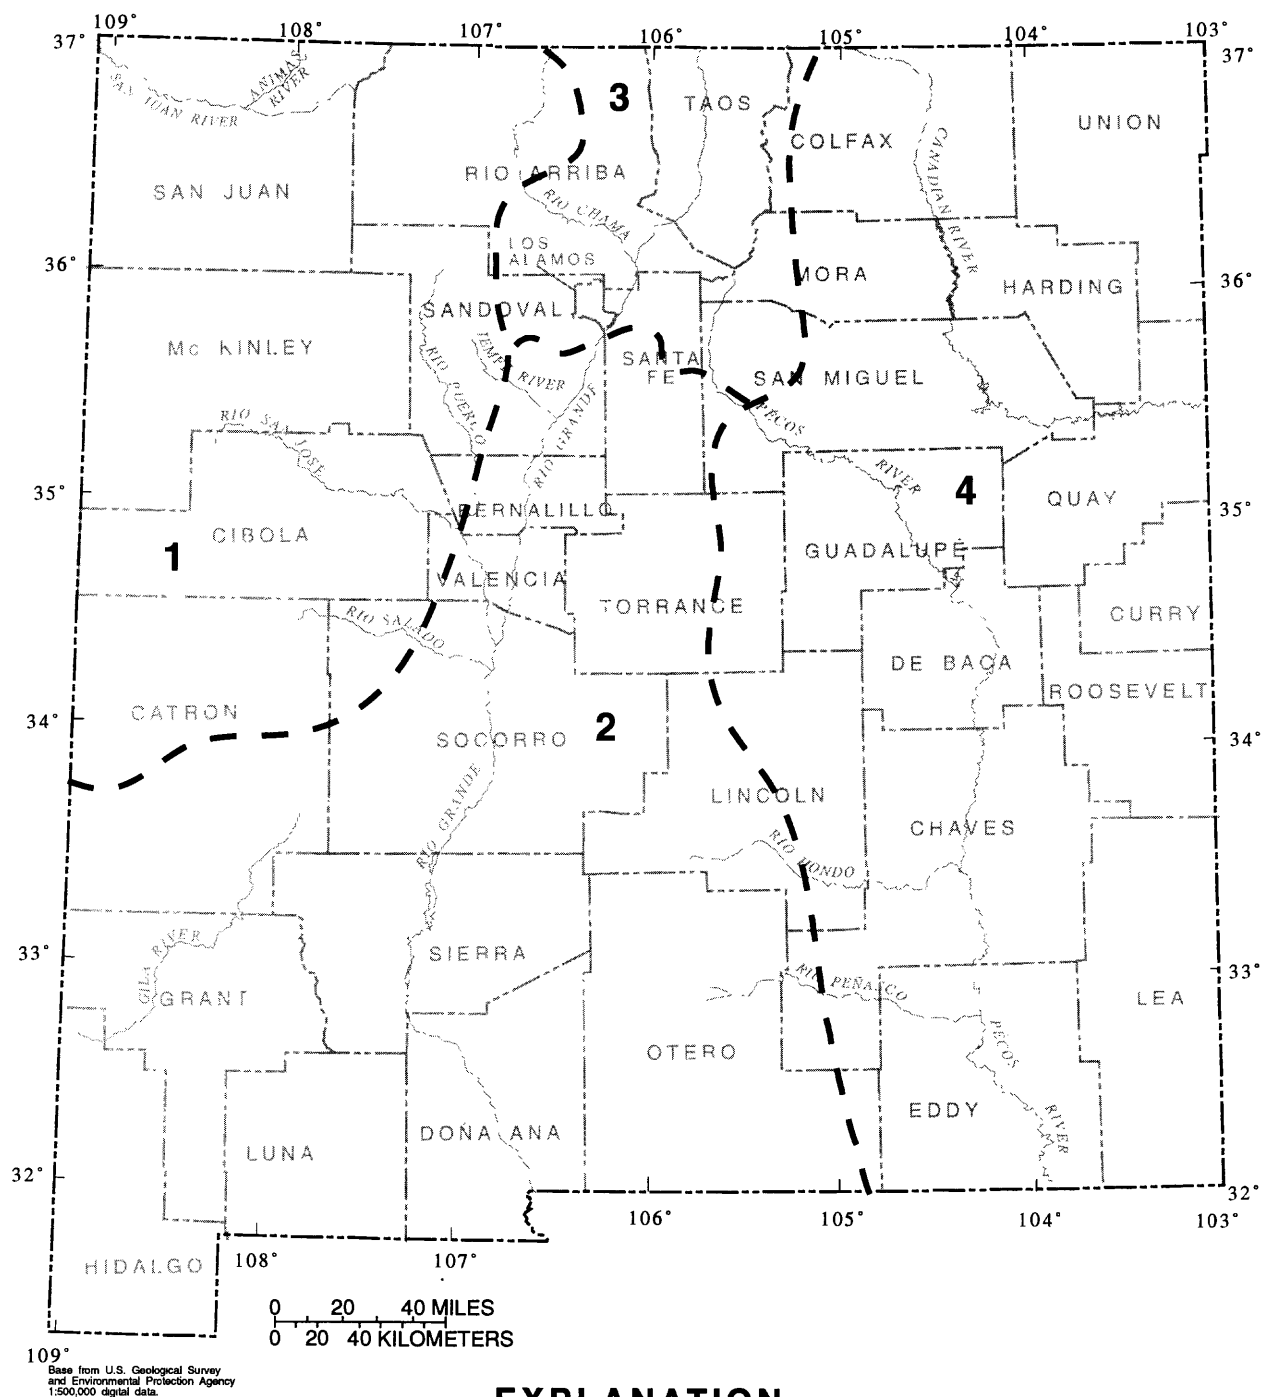 109° 108° 107° 106° 105° 104° 103°
37° 37°
ANIMAS
RIVER
SAN JUAN RIVER
3
TAOS
UNION
COLFAX
CANADIAN RIVER
RIO ARRIBA
SAN JUAN
RIO CHAMA
LOS
ALAMOS
36° 36°
MORA
HARDING
SANDOVAL
Mc KINLEY
JEMEZ
RIVER
SANTA
FE
SAN MIGUEL
RIO PUERCO
RIO GRANDE
RIO SAN JOSE
PECOS
RIVER
35° 35°
4
QUAY
BERNALILLO
CIBOLA
1
GUADALUPE
VALENCIA
TORRANCE
CURRY
RIO SALADO
DE BACA
ROOSEVELT
CATRON
34° 34°
2
SOCORRO
LINCOLN
RIO GRANDE
CHAVES
RIO HONDO
GILA RIVER
33° 33°
SIERRA
RIO PEÑASCO
GRANT
LEA
PECOS
RIVER
OTERO
EDDY
DOÑA ANA
LUNA
32° 32°
106° 105° 104° 103°
108° 107°
HIDALGO
0 20 40 MILES
0 20 40 KILOMETERS
109°
Base from U.S. Geological Survey
and Environmental Protection Agency
1:500,000 digital data.
EXPLANATION